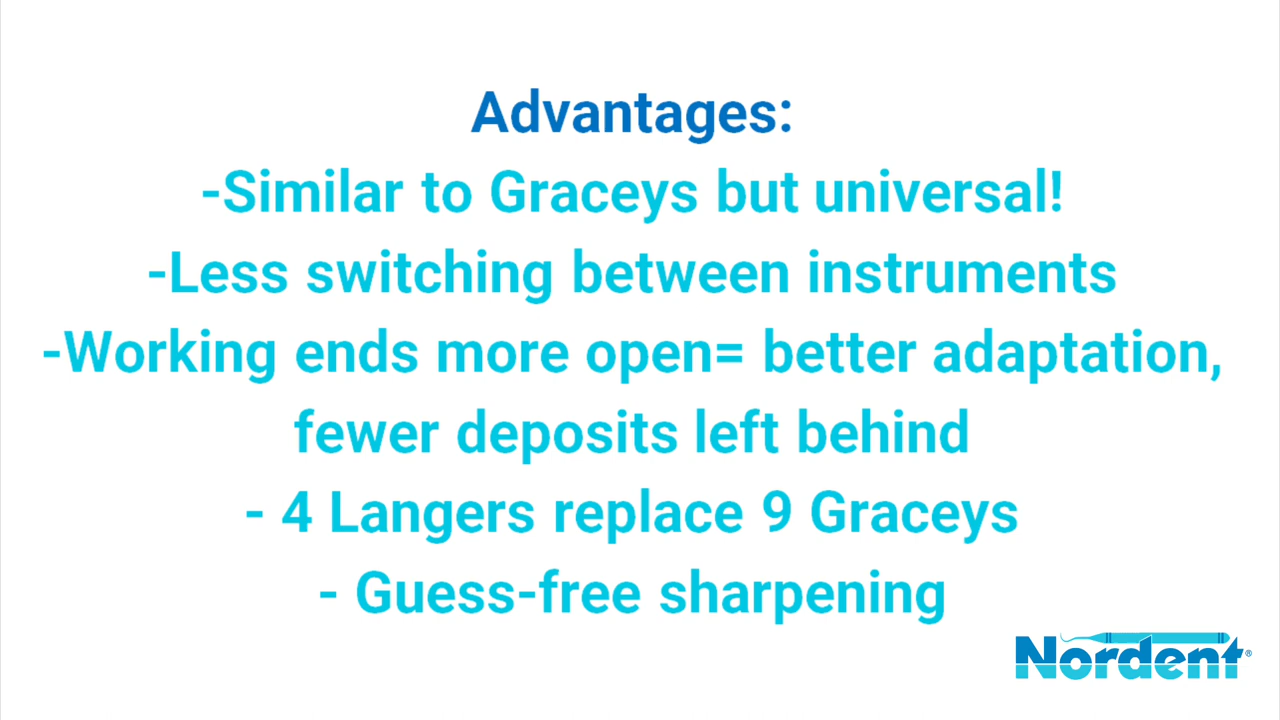 Advantages:
-Similar to Graceys but universal!
-Less switching between instruments
-Working ends more open= better adaptation,
fewer deposits left behind
- 4 Langers replace 9 Graceys
- Guess-free sharpening
Nordent®